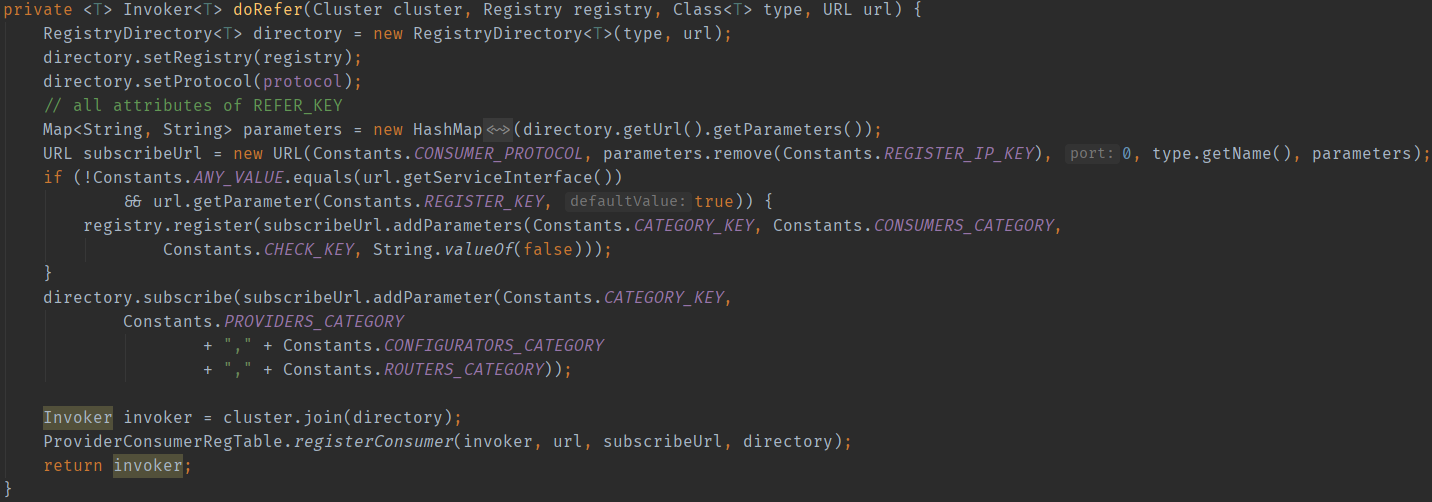 private <T> Invoker<T> doRefer(Cluster cluster, Registry registry, Class<T> type, URL url) {
    RegistryDirectory<T> directory = new RegistryDirectory<T>(type, url);
    directory.setRegistry(registry);
    directory.setProtocol(protocol);
    // all attributes of REFER_KEY
    Map<String, String> parameters = new HashMap<~>(directory.getUrl().getParameters());
    URL subscribeUrl = new URL(Constants.CONSUMER_PROTOCOL, parameters.remove(Constants.REGISTER_IP_KEY), port: 0, type.getName(), parameters);
    if (!Constants.ANY_VALUE.equals(url.getServiceInterface())
            && url.getParameter(Constants.REGISTER_KEY, defaultValue: true)) {
        registry.register(subscribeUrl.addParameters(Constants.CATEGORY_KEY, Constants.CONSUMERS_CATEGORY,
                Constants.CHECK_KEY, String.valueOf(false)));
    }
    directory.subscribe(subscribeUrl.addParameter(Constants.CATEGORY_KEY,
            Constants.PROVIDERS_CATEGORY
                    + "," + Constants.CONFIGURATORS_CATEGORY
                    + "," + Constants.ROUTERS_CATEGORY));
    Invoker invoker = cluster.join(directory);
    ProviderConsumerRegTable.registerConsumer(invoker, url, subscribeUrl, directory);
    return invoker;
}